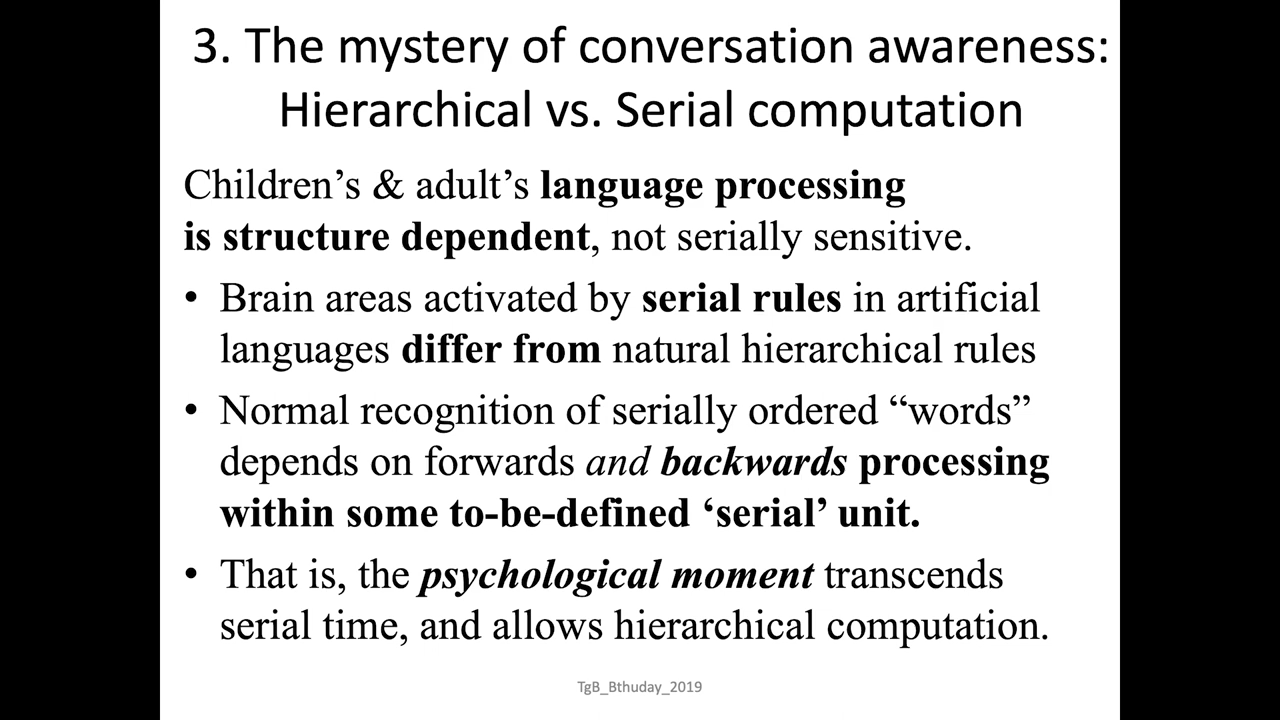 3. The mystery of conversation awareness:
Hierarchical vs. Serial computation
Children’s & adult’s language processing
is structure dependent, not serially sensitive.
• Brain areas activated by serial rules in artificial
languages differ from natural hierarchical rules
• Normal recognition of serially ordered “words”
depends on forwards and backwards processing
within some to-be-defined ‘serial’ unit.
• That is, the psychological moment transcends
serial time, and allows hierarchical computation.
TgB_Bthuday_2019